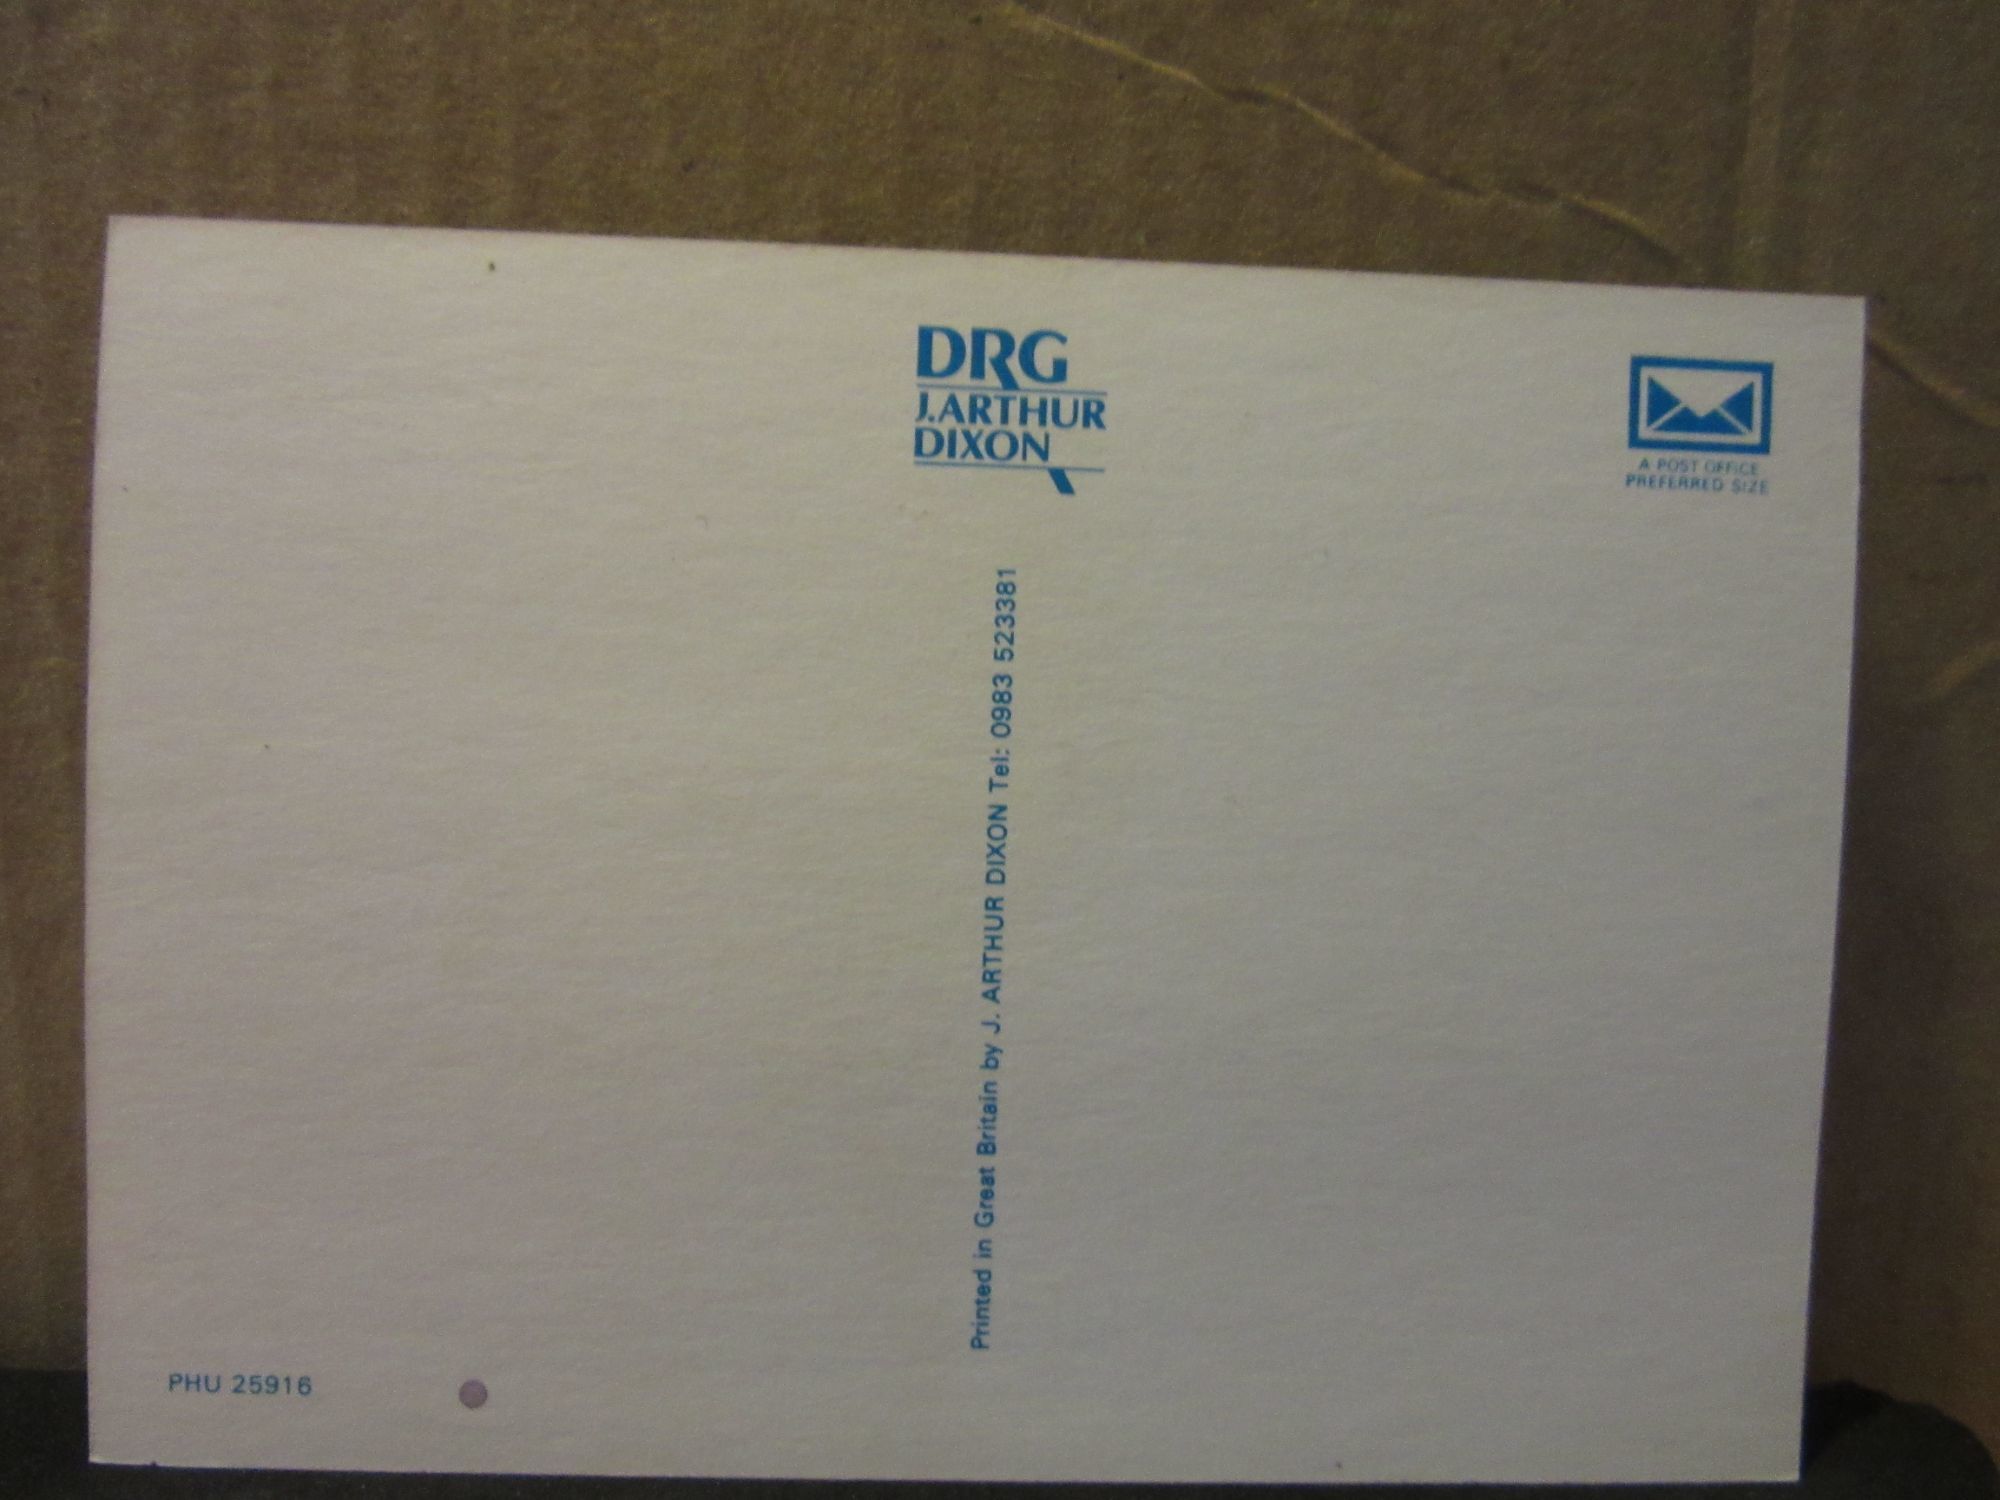 DRG
J.ARTHUR
DIXON
A POST OFFICE
PREFERRED SIZE
Printed in Great Britain by J. ARTHUR DIXON Tel: 0983 523381
PHU 25916